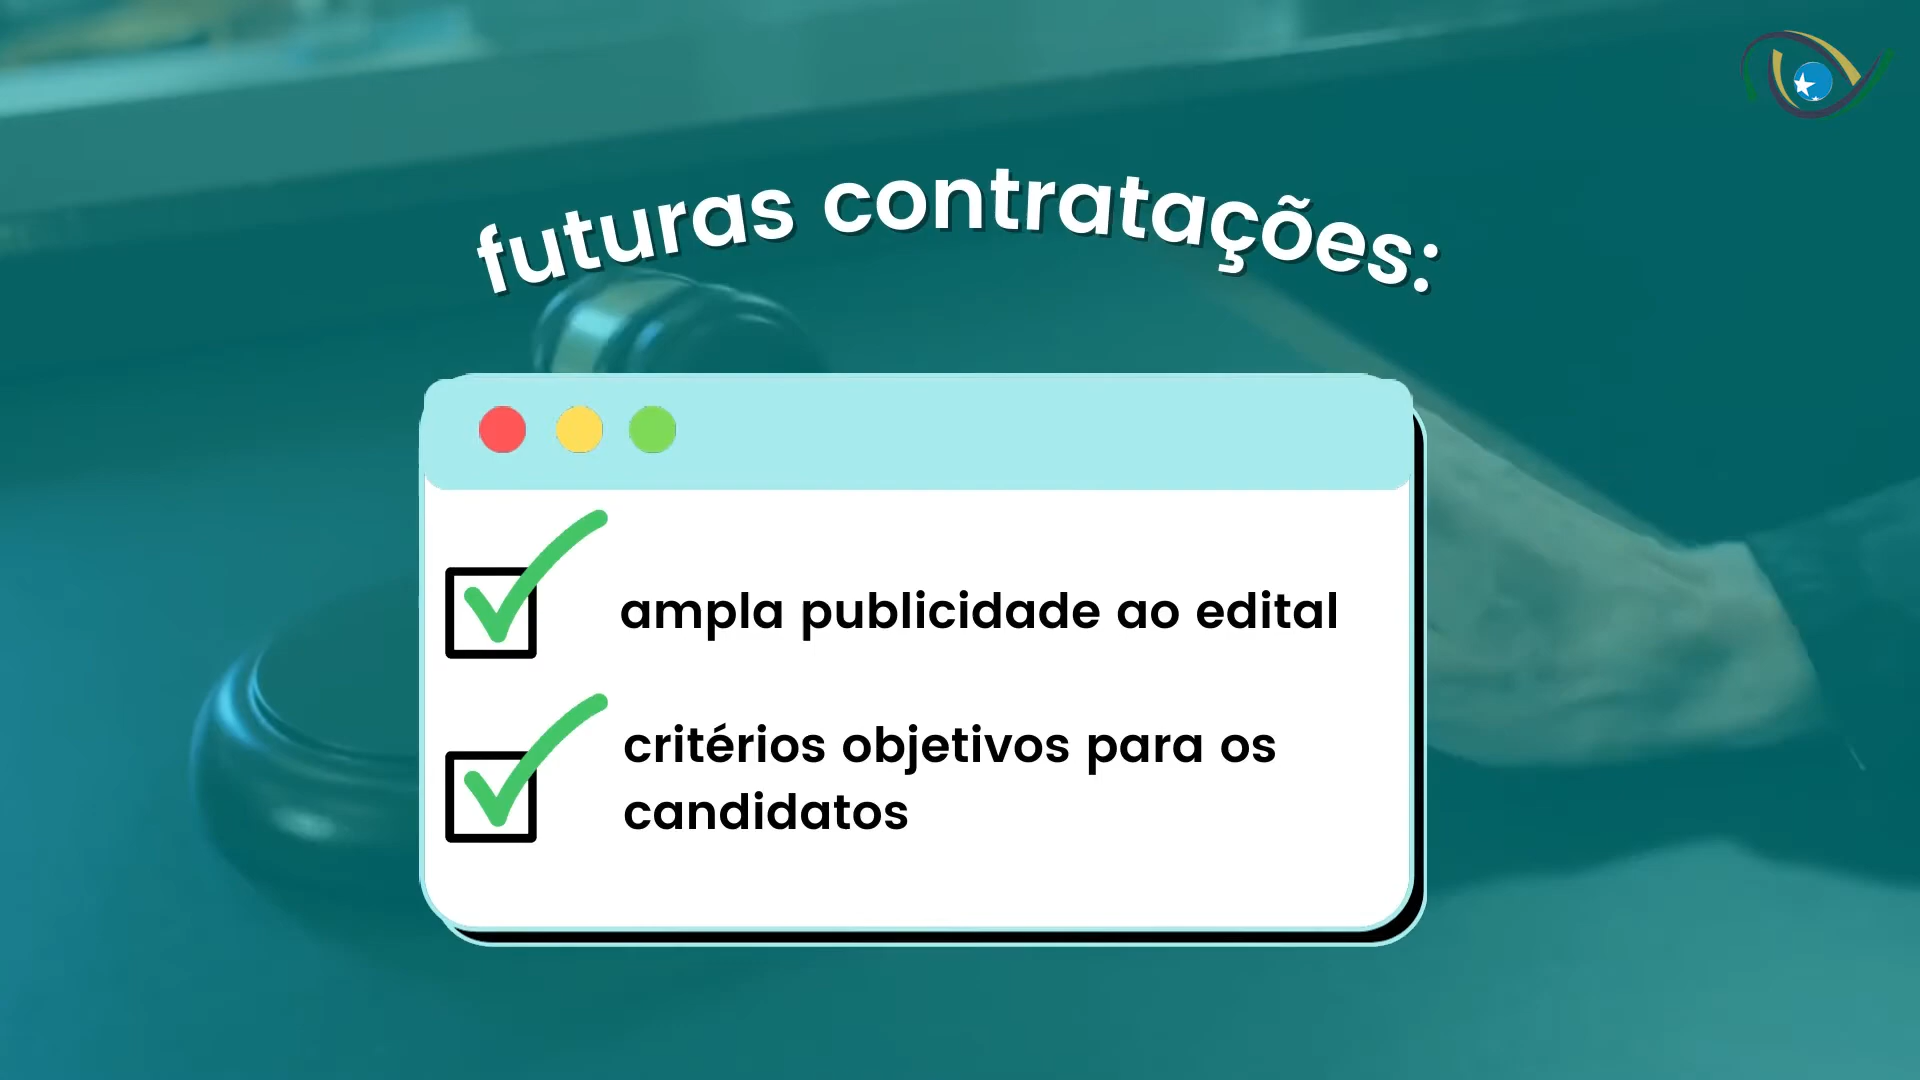 futuras contratações:
ampla publicidade ao edital
critérios objetivos para os
candidatos